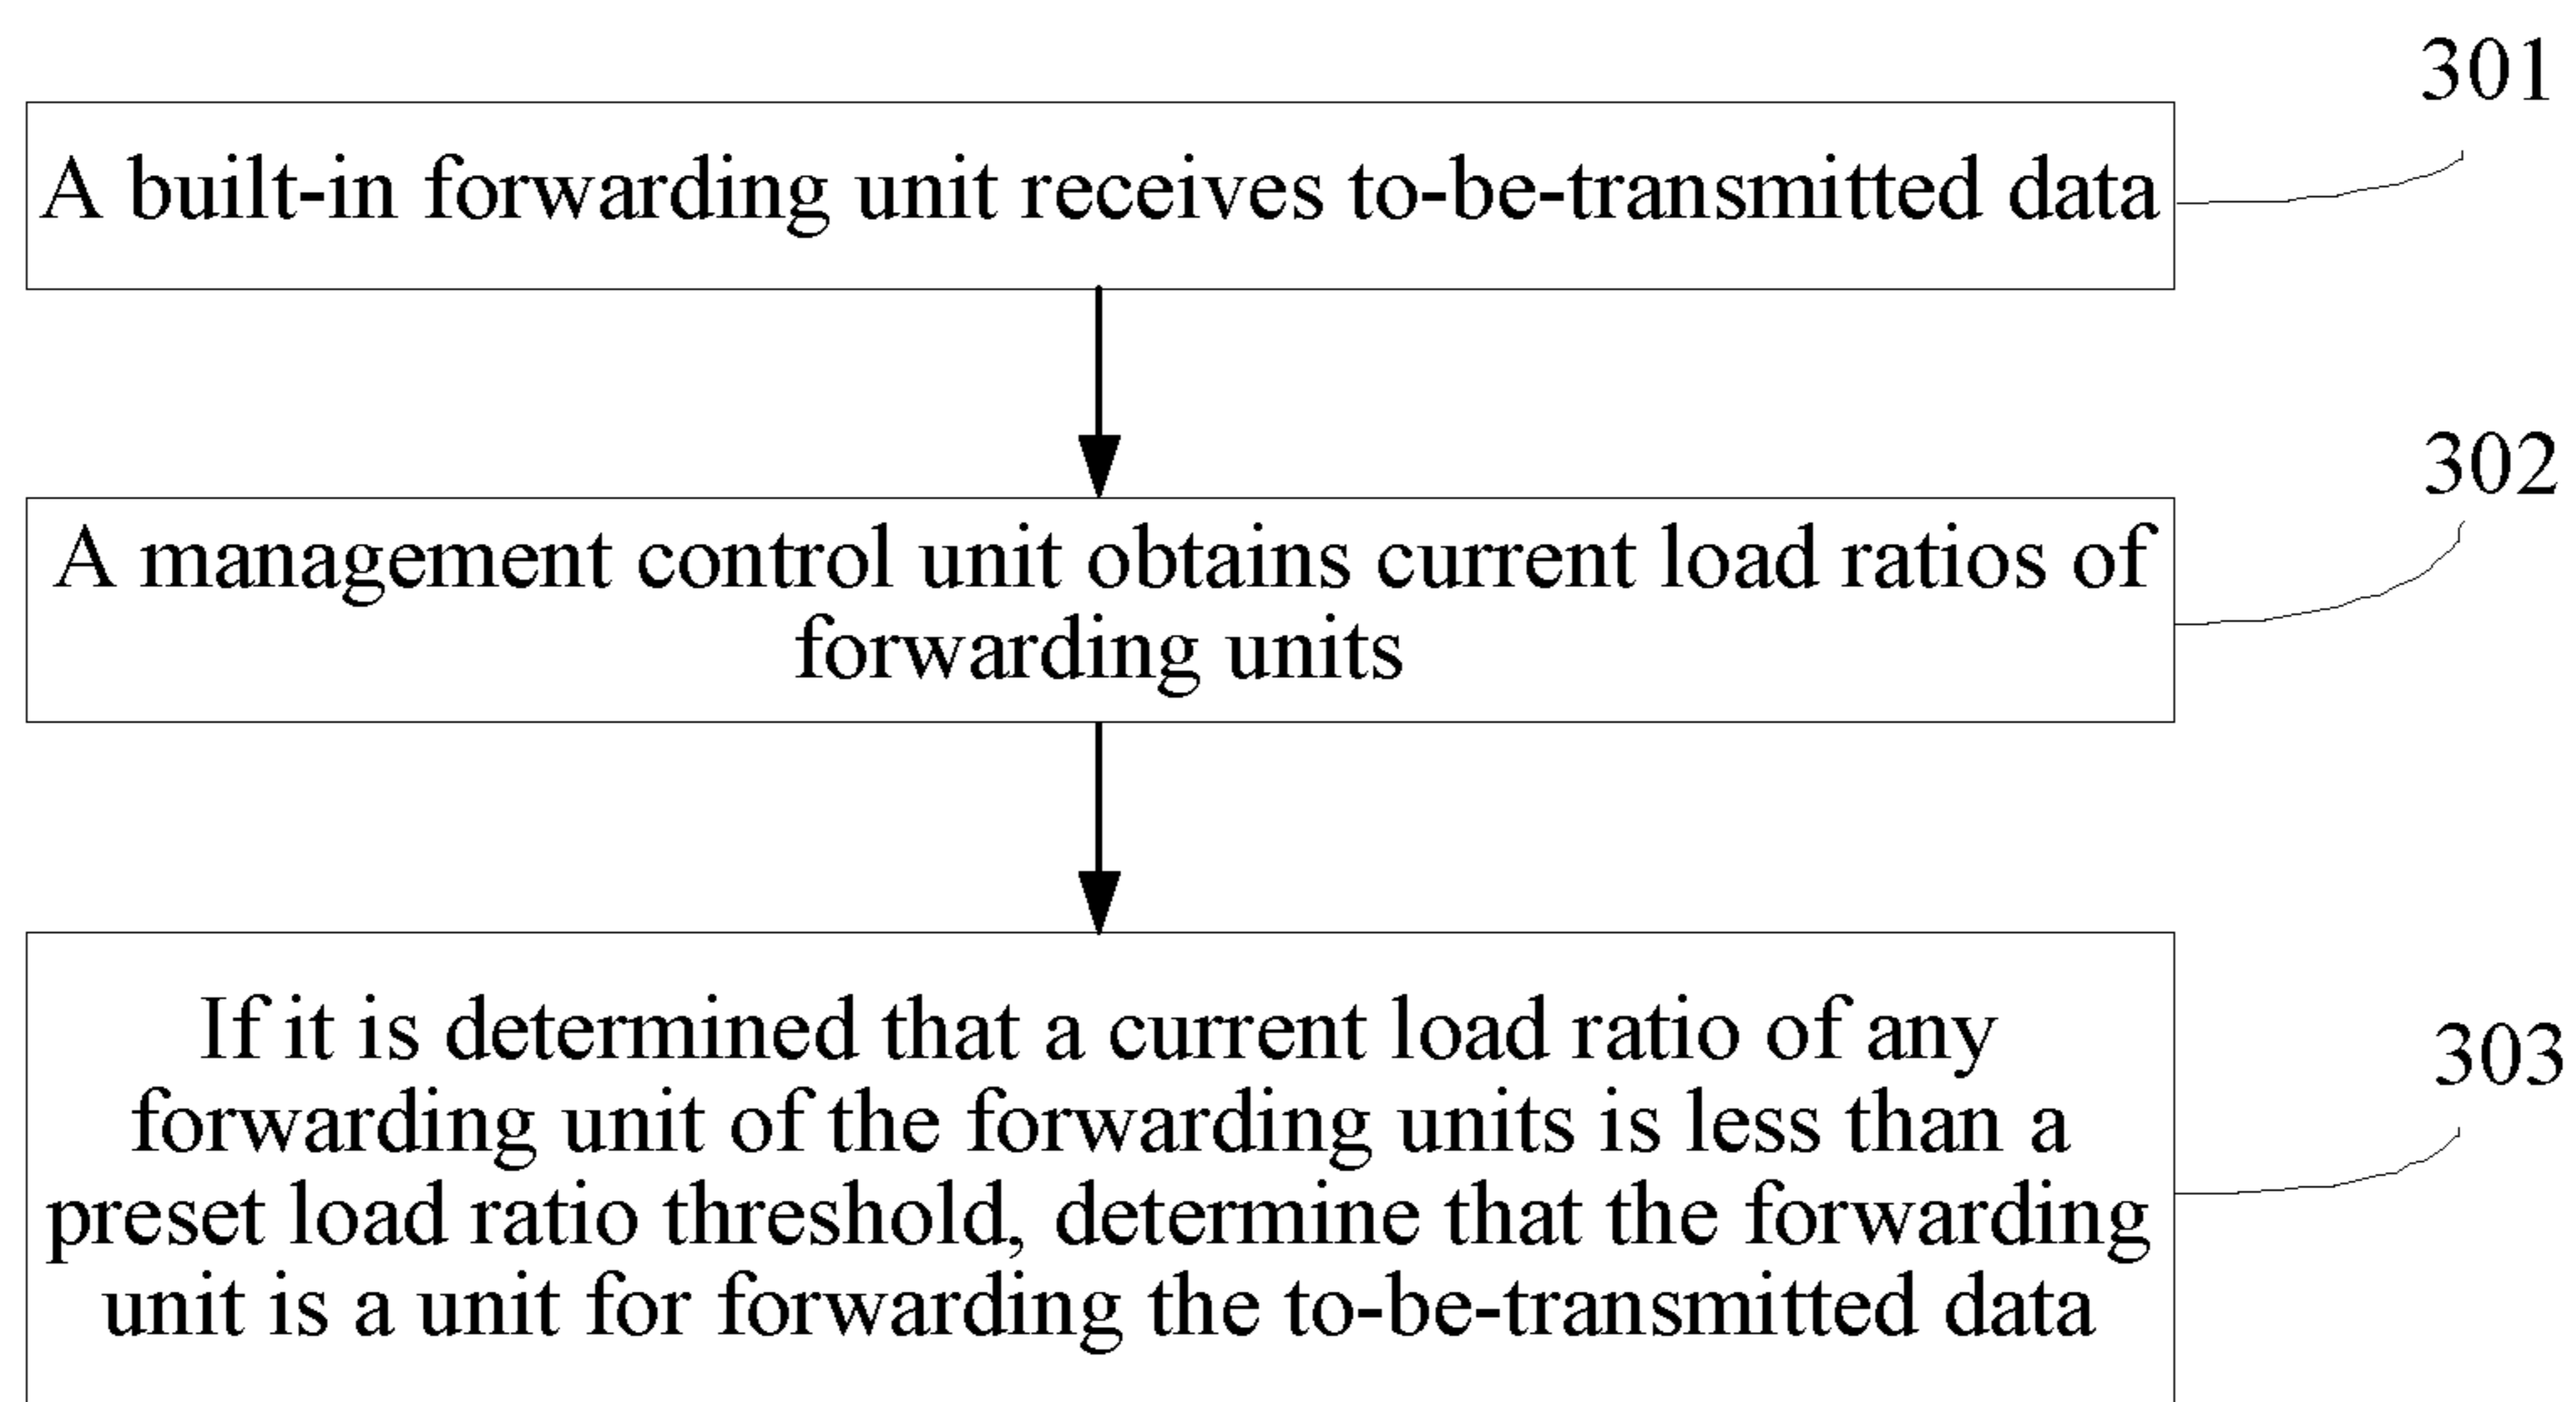 301
A built-in forwarding unit receives to-be-transmitted data
302
A management control unit obtains current load ratios of
forwarding units
303
If it is determined that a current load ratio of any
forwarding unit of the forwarding units is less than a
preset load ratio threshold, determine that the forwarding
unit is a unit for forwarding the to-be-transmitted data